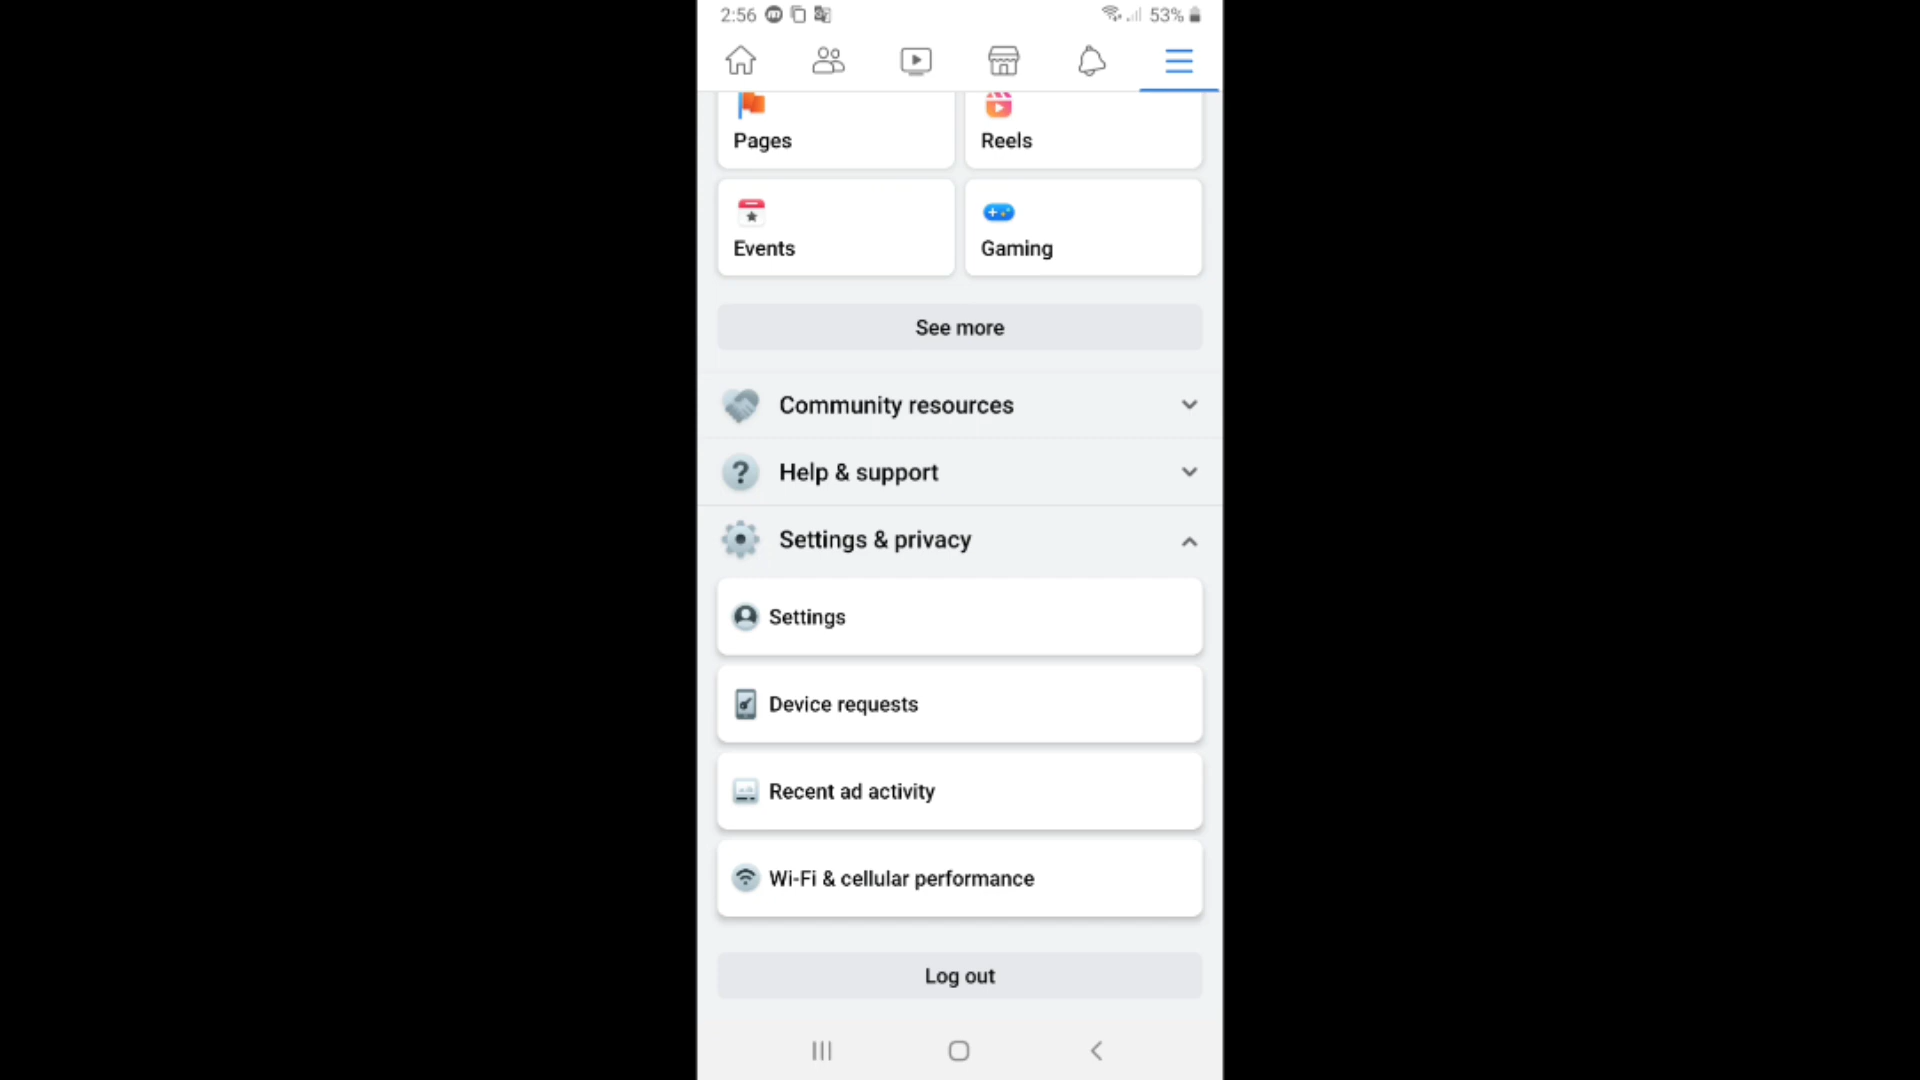 2:56
53%
Pages
Reels
Events
Gaming
See more
Community resources
Help & support
Settings & privacy
Settings
Device requests
Recent ad activity
Wi-Fi & cellular performance
Log out